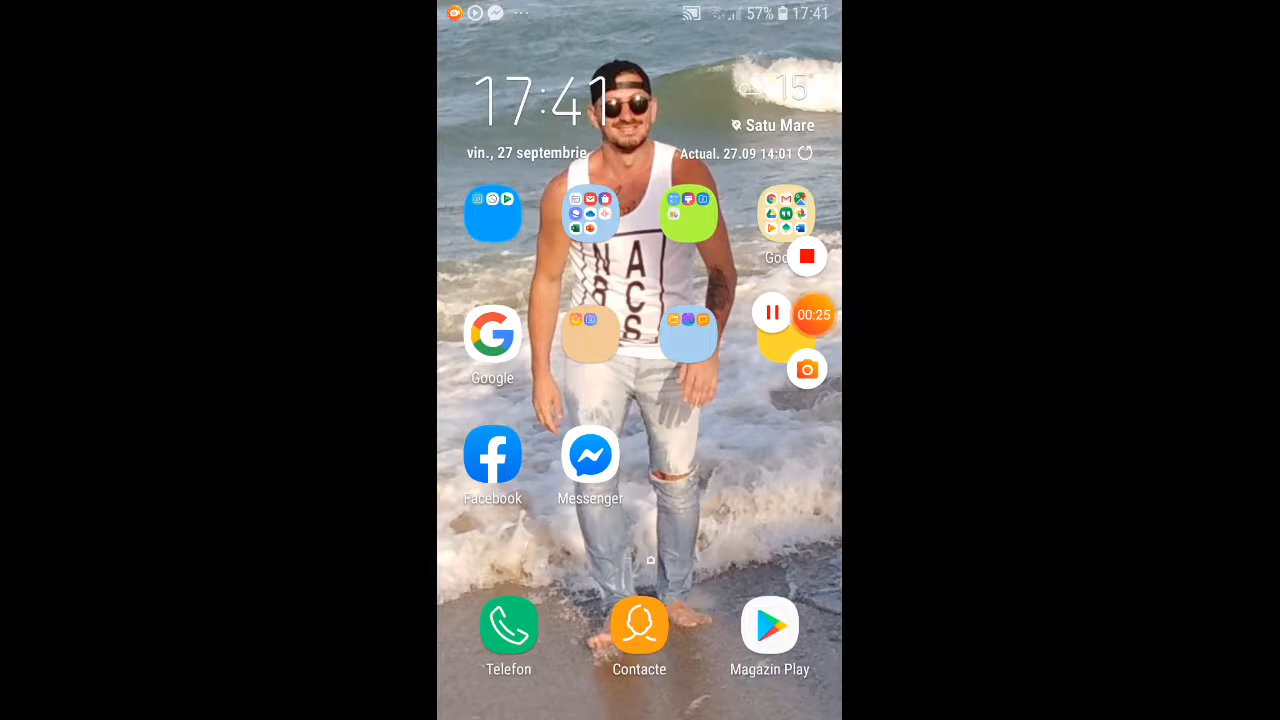 57% 17:41
17:41
15°
Satu Mare
vin., 27 septembrie
Actual. 27.09 14:01
Goo
00:25
Google
Facebook
Messenger
Telefon
Contacte
Magazin Play